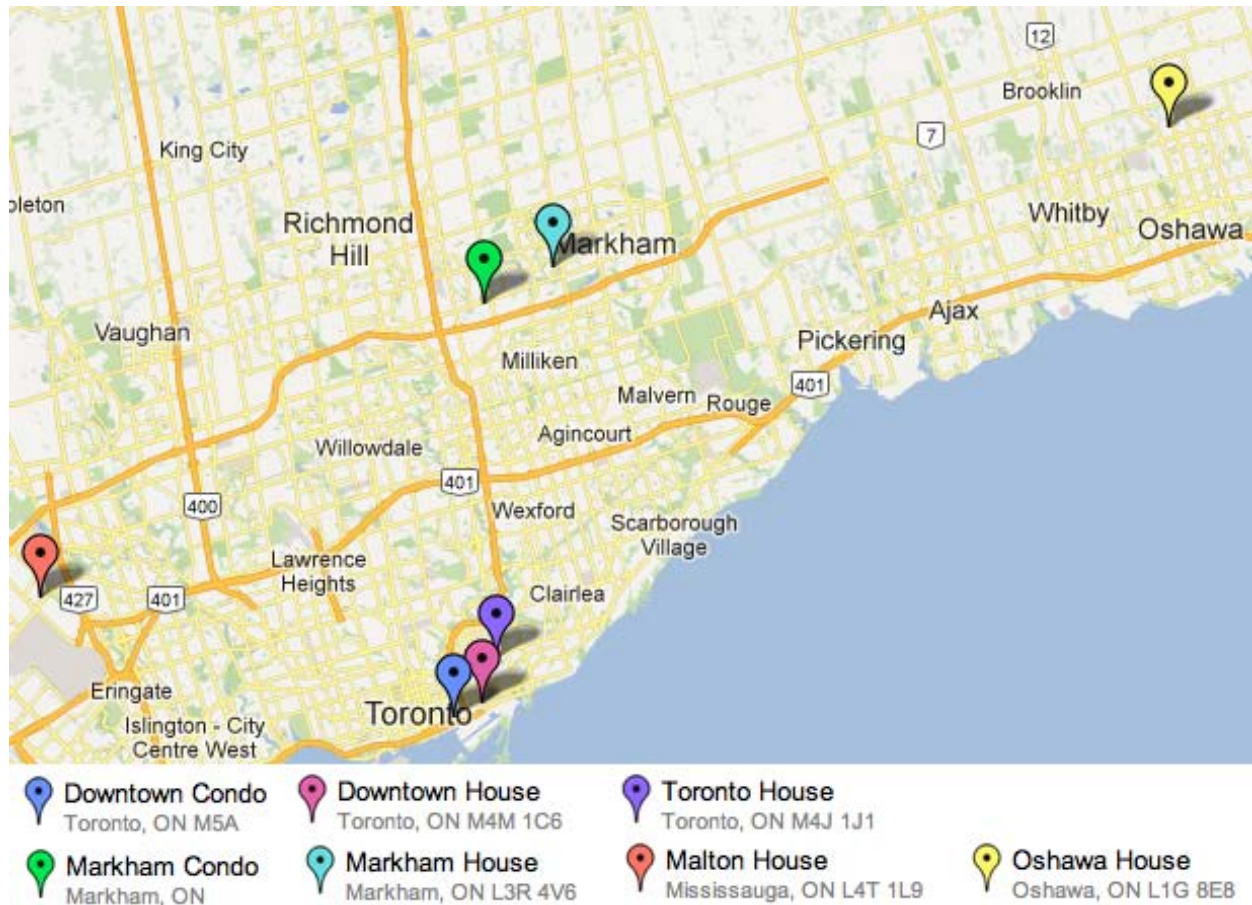 12
Brooklin
7
King City
pleton
Richmond
Hill
Whitby
Oshawa
Markham
Vaughan
Ajax
Pickering
Milliken
401
Malvern
Rouge
Agincourt
Willowdale
401
400
Wexford
Scarborough
Village
Lawrence
Heights
Clairlea
427
401
Eringate
Toronto
Islington - City
Centre West
Downtown Condo
Toronto, ON M5A
Downtown House
Toronto, ON M4M 1C6
Toronto House
Toronto, ON M4J 1J1
Markham Condo
Markham, ON
Markham House
Markham, ON L3R 4V6
Malton House
Mississauga, ON L4T 1L9
Oshawa House
Oshawa, ON L1G 8E8